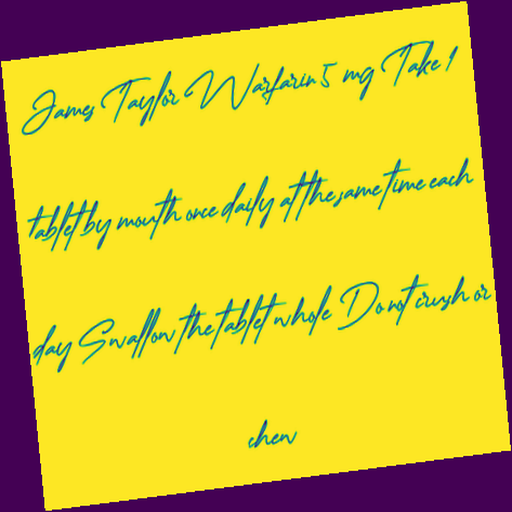 James Taylor Warfarin 5 mg Take 1
tablet by mouth once daily at the same time each
day Swallow the tablet whole Do not crush or
chew